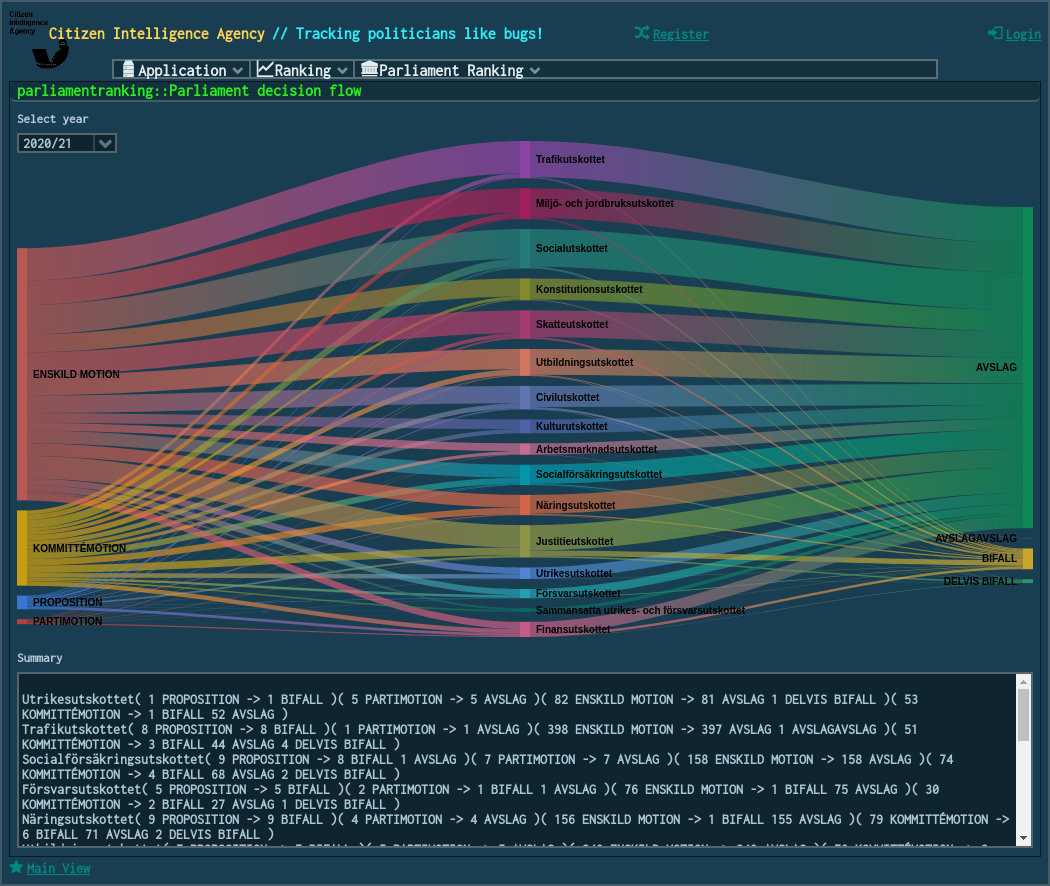 Citizen
Intelligence
Agency
Citizen Intelligence Agency // Tracking politicians like bugs!
Register
Login
Application
Ranking
Parliament Ranking
parliamentranking::Parliament decision flow
Select year
2020/21
Trafikutskottet
Miljö- och jordbruksutskottet
Socialutskottet
Konstitutionsutskottet
Skatteutskottet
Utbildningsutskottet
ENSKILD MOTION
AVSLAG
Civilutskottet
Kulturutskottet
Arbetsmarknadsutskottet
Socialförsäkringsutskottet
Näringsutskottet
Justitieutskottet
KOMMITTÉMOTION
AVSLAGAVSLAG
BIFALL
Utrikesutskottet
DELVIS BIFALL
Försvarsutskottet
PROPOSITION
Sammansatta utrikes- och försvarsutskottet
PARTIMOTION
Finansutskottet
Summary
Utrikesutskottet( 1 PROPOSITION -> 1 BIFALL )( 5 PARTIMOTION -> 5 AVSLAG )( 82 ENSKILD MOTION -> 81 AVSLAG 1 DELVIS BIFALL )( 53
KOMMITTÉMOTION -> 1 BIFALL 52 AVSLAG )
Trafikutskottet( 8 PROPOSITION -> 8 BIFALL )( 1 PARTIMOTION -> 1 AVSLAG )( 398 ENSKILD MOTION -> 397 AVSLAG 1 AVSLAGAVSLAG )( 51
KOMMITTÉMOTION -> 3 BIFALL 44 AVSLAG 4 DELVIS BIFALL )
Socialförsäkringsutskottet( 9 PROPOSITION -> 8 BIFALL 1 AVSLAG )( 7 PARTIMOTION -> 7 AVSLAG )( 158 ENSKILD MOTION -> 158 AVSLAG )( 74
KOMMITTÉMOTION -> 4 BIFALL 68 AVSLAG 2 DELVIS BIFALL )
Försvarsutskottet( 5 PROPOSITION -> 5 BIFALL )( 2 PARTIMOTION -> 1 BIFALL 1 AVSLAG )( 76 ENSKILD MOTION -> 1 BIFALL 75 AVSLAG )( 30
KOMMITTÉMOTION -> 2 BIFALL 27 AVSLAG 1 DELVIS BIFALL )
Näringsutskottet( 9 PROPOSITION -> 9 BIFALL )( 4 PARTIMOTION -> 4 AVSLAG )( 156 ENSKILD MOTION -> 1 BIFALL 155 AVSLAG )( 79 KOMMITTÉMOTION ->
6 BIFALL 71 AVSLAG 2 DELVIS BIFALL )
Main View